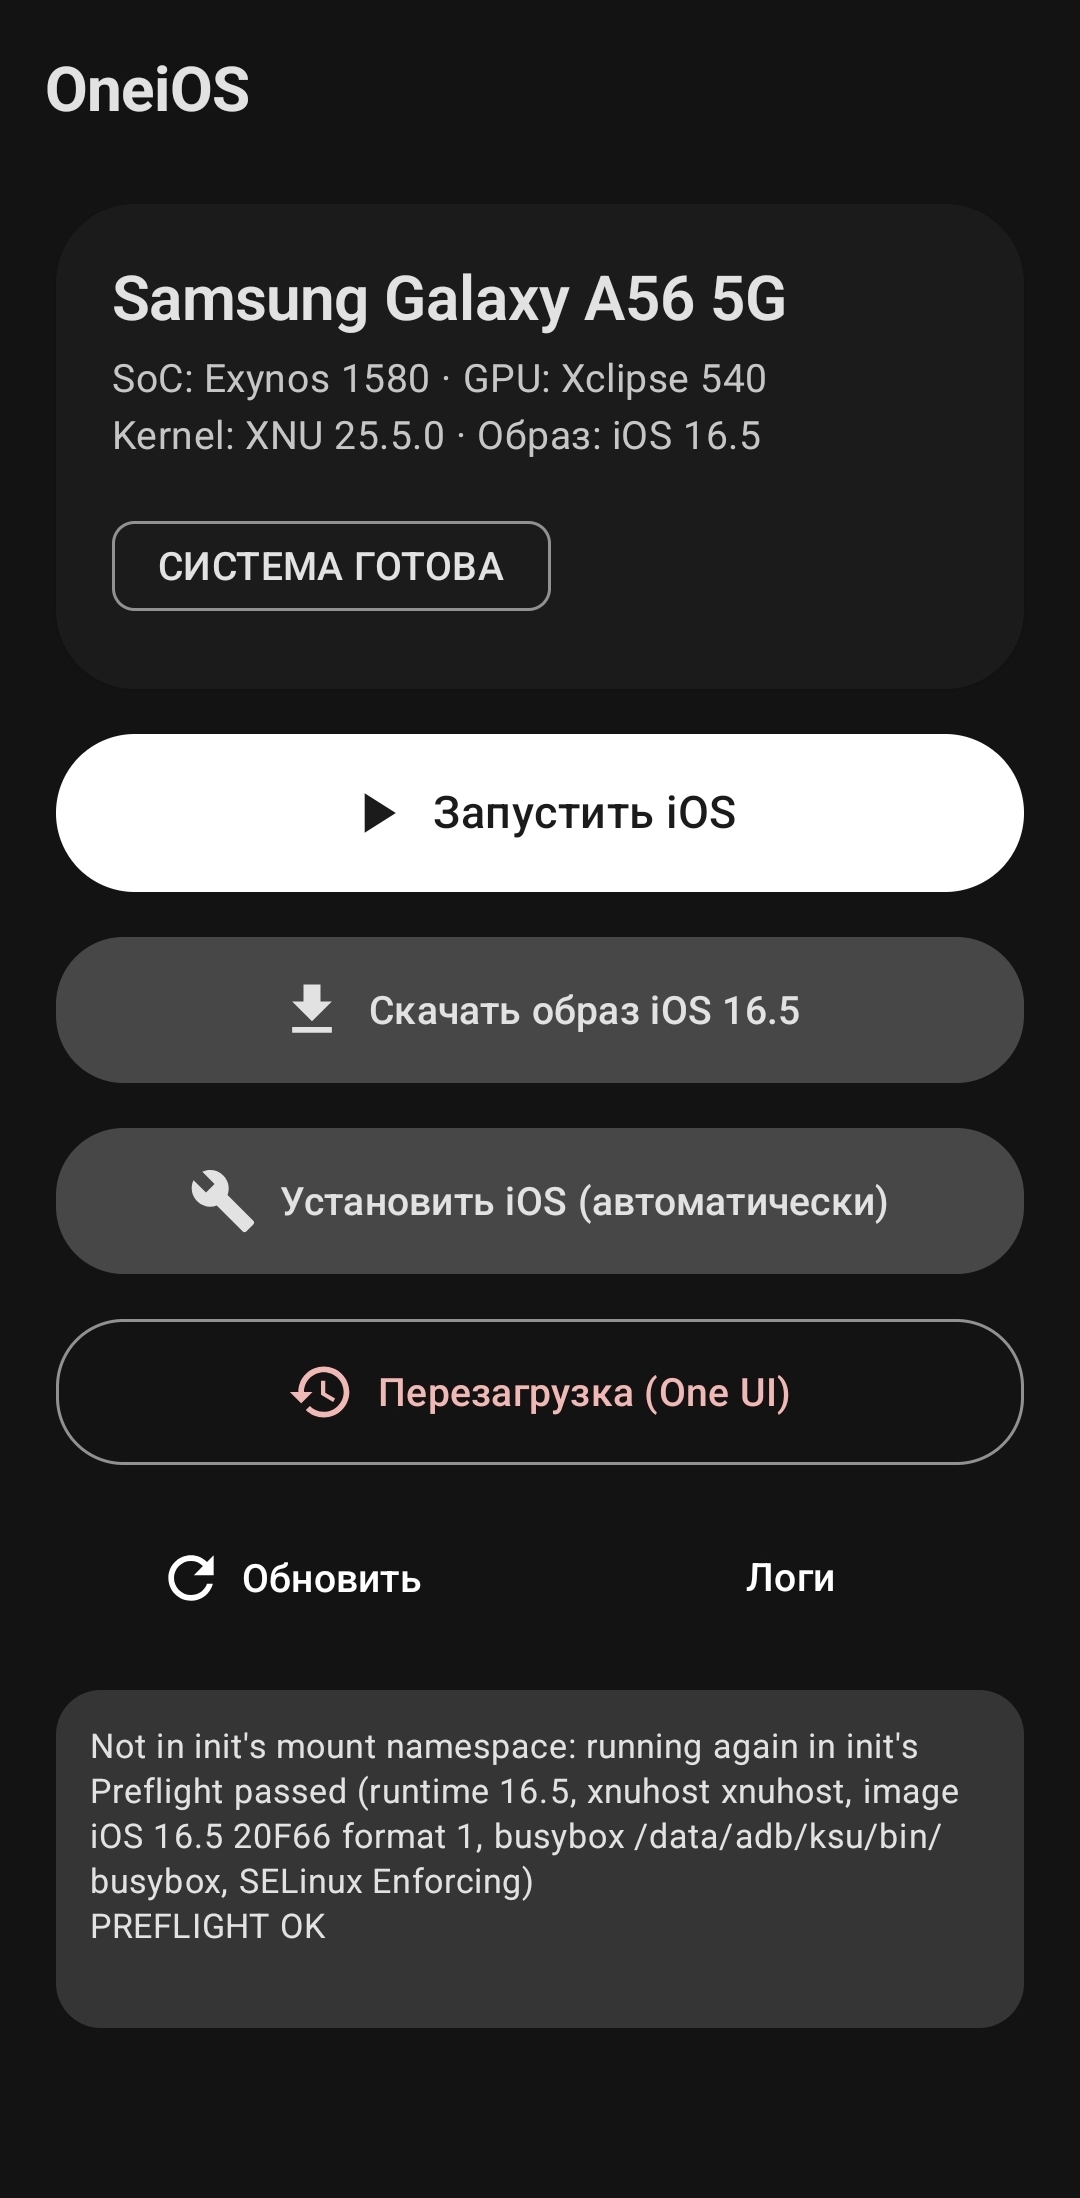 OneiOS
Samsung Galaxy A56 5G
SoC: Exynos 1580 · GPU: Xclipse 540
Kernel: XNU 25.5.0 · Образ: iOS 16.5
СИСТЕМА ГОТОВА
Запустить iOS
Скачать образ iOS 16.5
Установить iOS (автоматически)
Перезагрузка (One UI)
Обновить
Логи
Not in init's mount namespace: running again in init's
Preflight passed (runtime 16.5, xnuhost xnuhost, image
iOS 16.5 20F66 format 1, busybox /data/adb/ksu/bin/
busybox, SELinux Enforcing)
PREFLIGHT OK